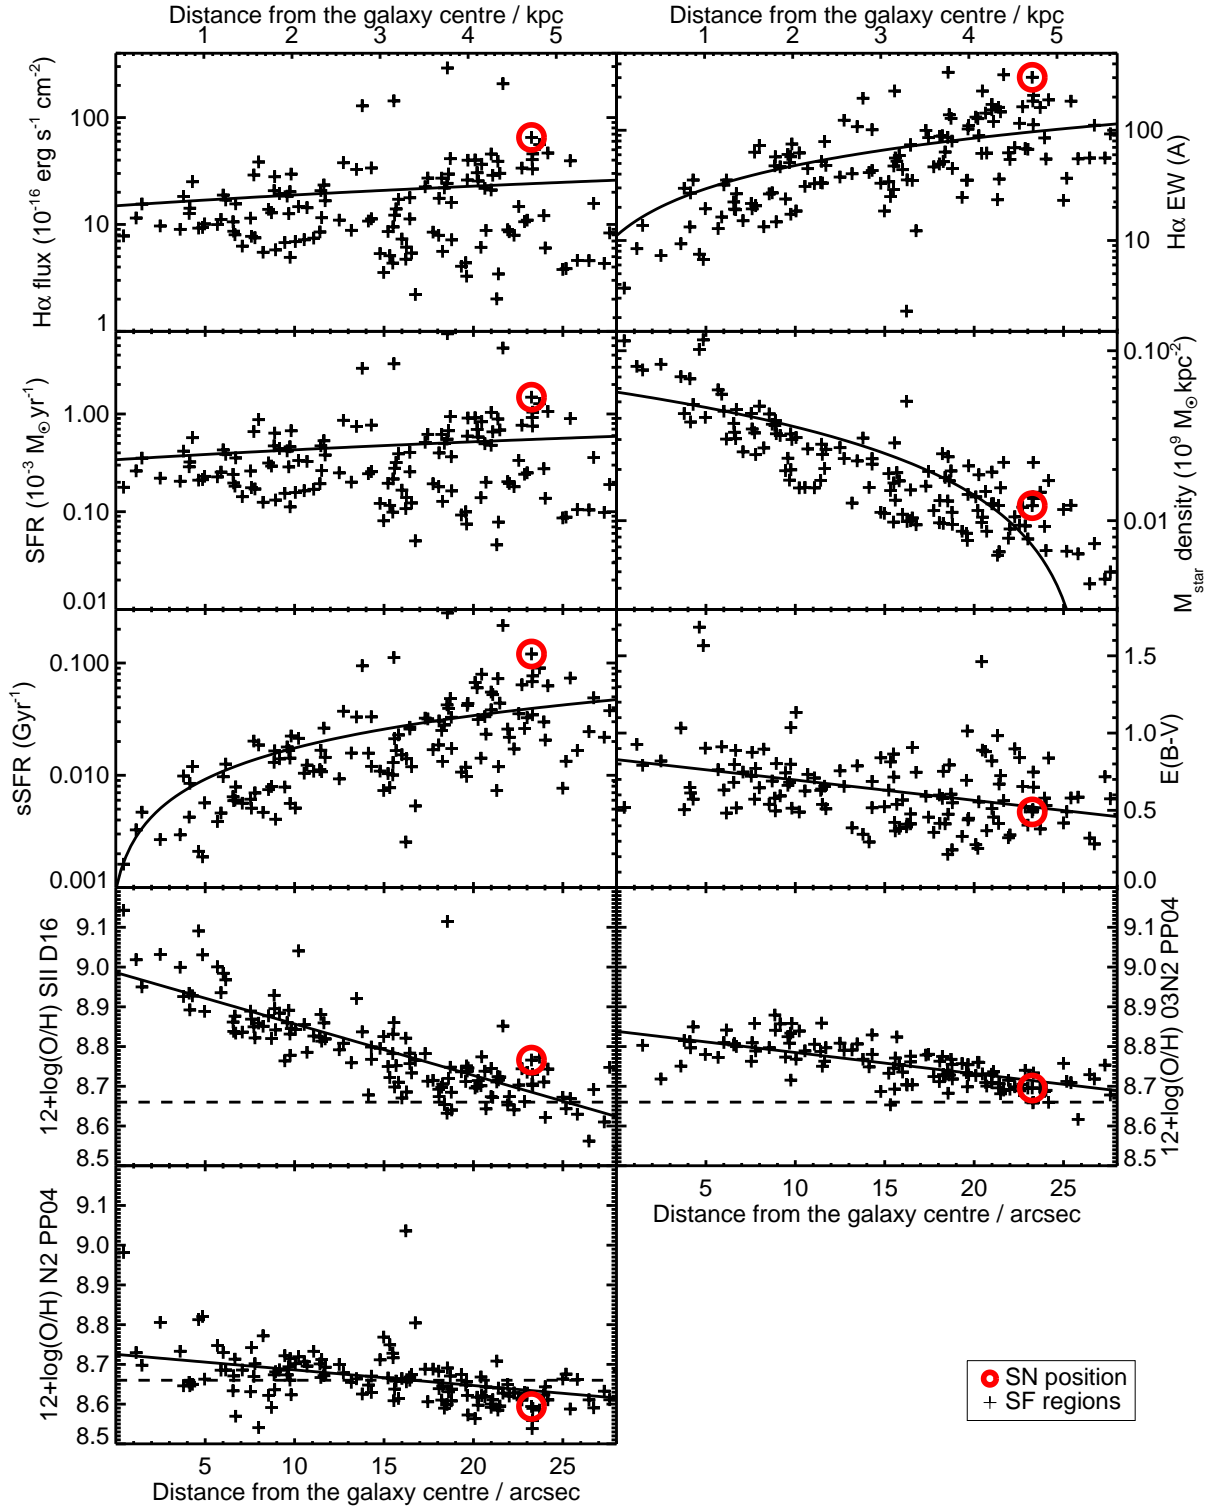 Distance from the galaxy centre / kpc
Distance from the galaxy centre / kpc
1 2 3 4 5
1 2 3 4 5
Hα flux (10⁻¹⁶ erg s⁻¹ cm⁻²)
100
10
1
100
10
Hα EW (A)
SFR (10⁻³ M⊙yr⁻¹)
1.00
0.10
0.01
0.10
0.01
M_star density (10⁹ M⊙ kpc⁻²)
sSFR (Gyr⁻¹)
0.100
0.010
0.001
1.5
1.0
0.5
0.0
E(B-V)
12+log(O/H) SII D16
9.1
9.0
8.9
8.8
8.7
8.6
8.5
9.1
9.0
8.9
8.8
8.7
8.6
8.5
12+log(O/H) 03N2 PP04
5 10 15 20 25
Distance from the galaxy centre / arcsec
12+log(O/H) N2 PP04
9.1
9.0
8.9
8.8
8.7
8.6
8.5
5 10 15 20 25
Distance from the galaxy centre / arcsec
SN position
SF regions